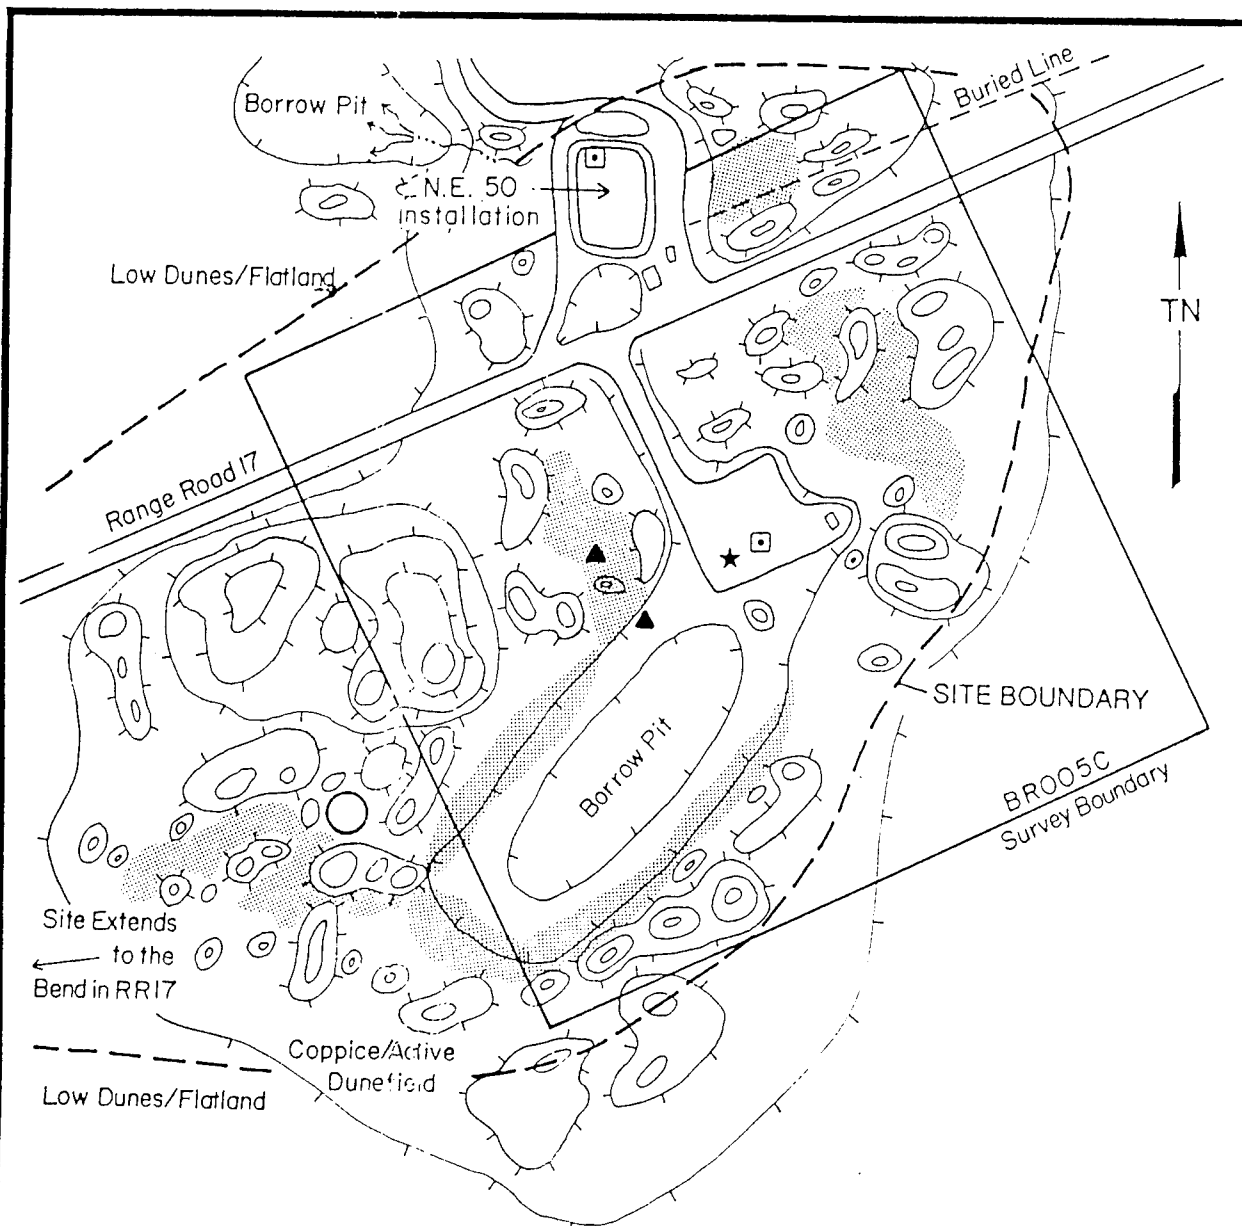 Borrow Pit
Buried Line
N.E. 50
installation
Low Dunes/Flatland
TN
Range Road 17
SITE BOUNDARY
Borrow Pit
BR005C
Survey Boundary
Site Extends
to the
Bend in RR17
Coppice/Active
Dunefield
Low Dunes/Flatland